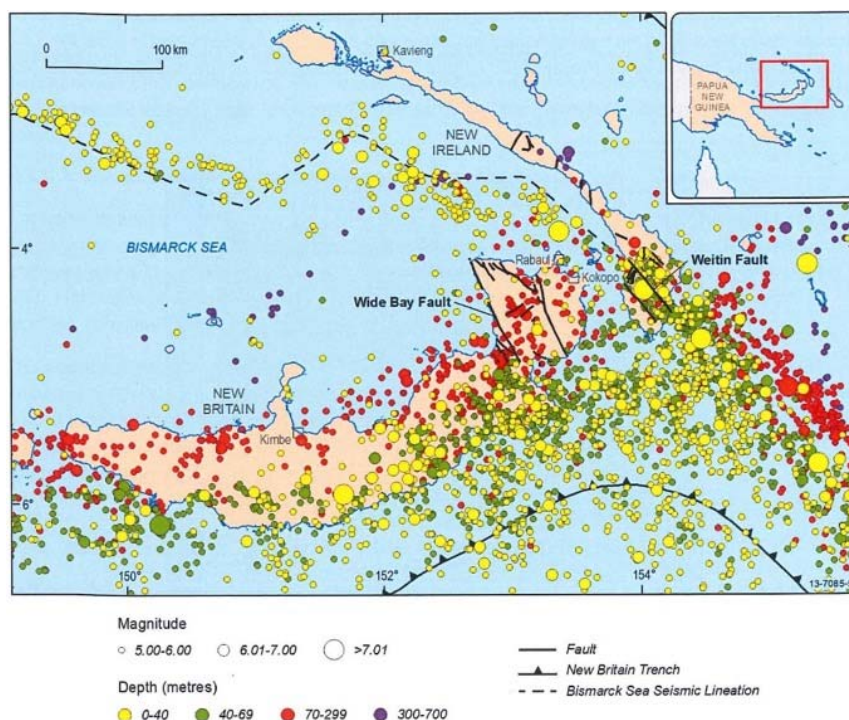 0 100 km
Kavieng
PAPUA
NEW
GUINEA
NEW
IRELAND
4°
BISMARCK SEA
Rabaul
Kokopo
Weitin Fault
Wide Bay Fault
NEW
BRITAIN
Kimbe
6°
150° 152° 154°
Magnitude
5.00-6.00 6.01-7.00 >7.01
Fault
New Britain Trench
Bismarck Sea Seismic Lineation
Depth (metres)
0-40 40-69 70-299 300-700